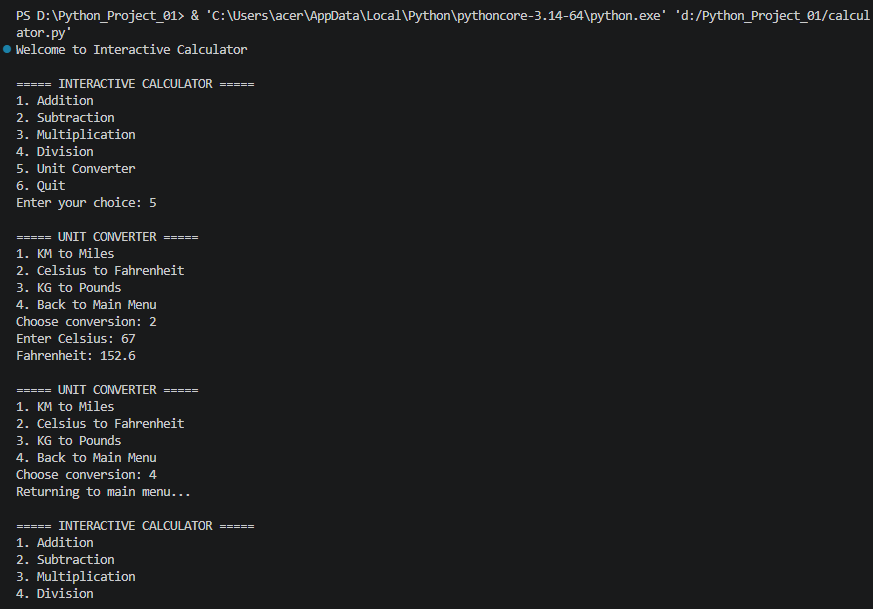 PS D:\Python_Project_01> & 'C:\Users\acer\AppData\Local\Python\pythoncore-3.14-64\python.exe' 'd:/Python_Project_01/calcul
ator.py'
Welcome to Interactive Calculator
===== INTERACTIVE CALCULATOR =====
1. Addition
2. Subtraction
3. Multiplication
4. Division
5. Unit Converter
6. Quit
Enter your choice: 5
===== UNIT CONVERTER =====
1. KM to Miles
2. Celsius to Fahrenheit
3. KG to Pounds
4. Back to Main Menu
Choose conversion: 2
Enter Celsius: 67
Fahrenheit: 152.6
===== UNIT CONVERTER =====
1. KM to Miles
2. Celsius to Fahrenheit
3. KG to Pounds
4. Back to Main Menu
Choose conversion: 4
Returning to main menu...
===== INTERACTIVE CALCULATOR =====
1. Addition
2. Subtraction
3. Multiplication
4. Division